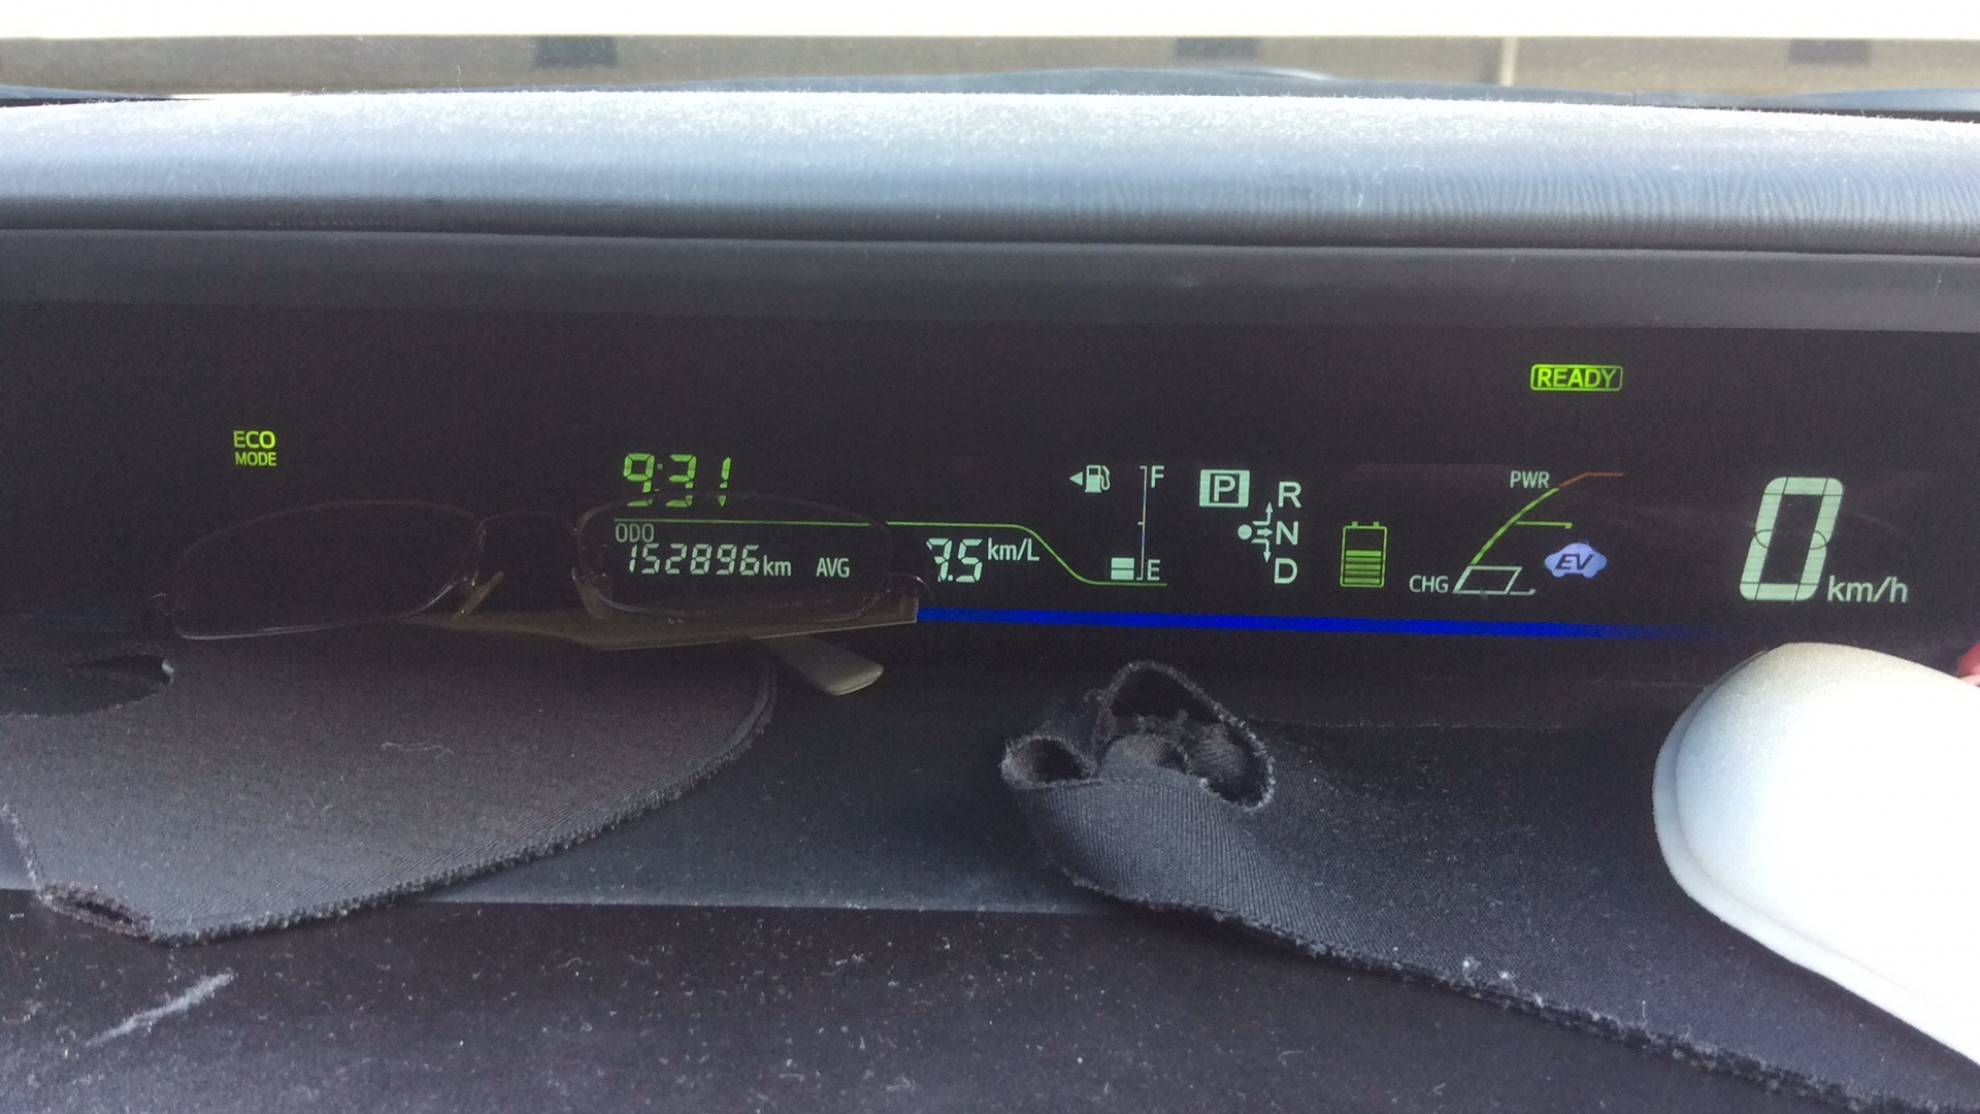 READY
ECO
MODE
9:31
ODO
152896km AVG 7.5 km/L
F
E
P
R
N
D
PWR
CHG
EV
0 km/h